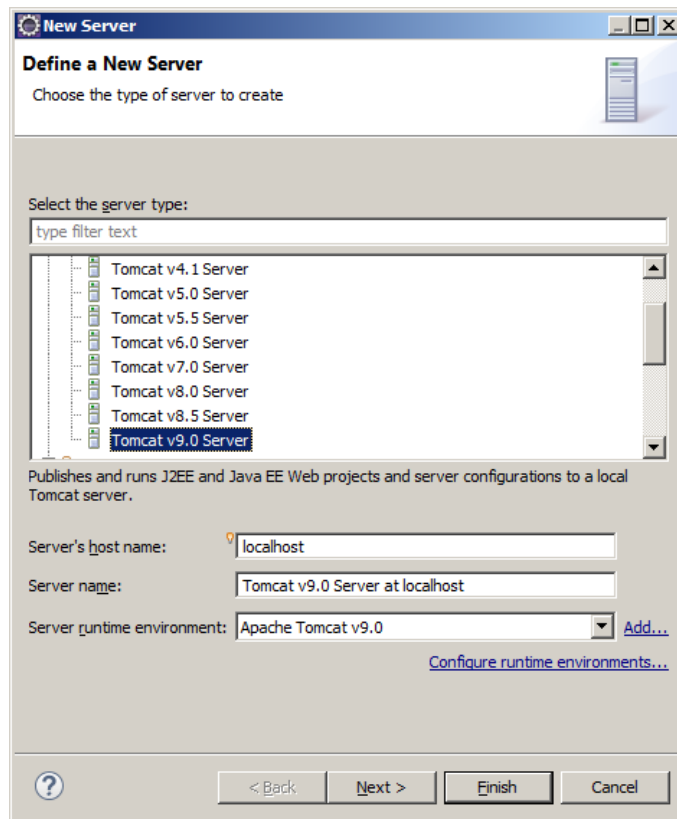 New Server
Define a New Server
Choose the type of server to create
Select the server type:
type filter text
Tomcat v4.1 Server
Tomcat v5.0 Server
Tomcat v5.5 Server
Tomcat v6.0 Server
Tomcat v7.0 Server
Tomcat v8.0 Server
Tomcat v8.5 Server
Tomcat v9.0 Server
Publishes and runs J2EE and Java EE Web projects and server configurations to a local
Tomcat server.
Server's host name: localhost
Server name: Tomcat v9.0 Server at localhost
Server runtime environment: Apache Tomcat v9.0 Add...
Configure runtime environments...
? < Back Next > Finish Cancel